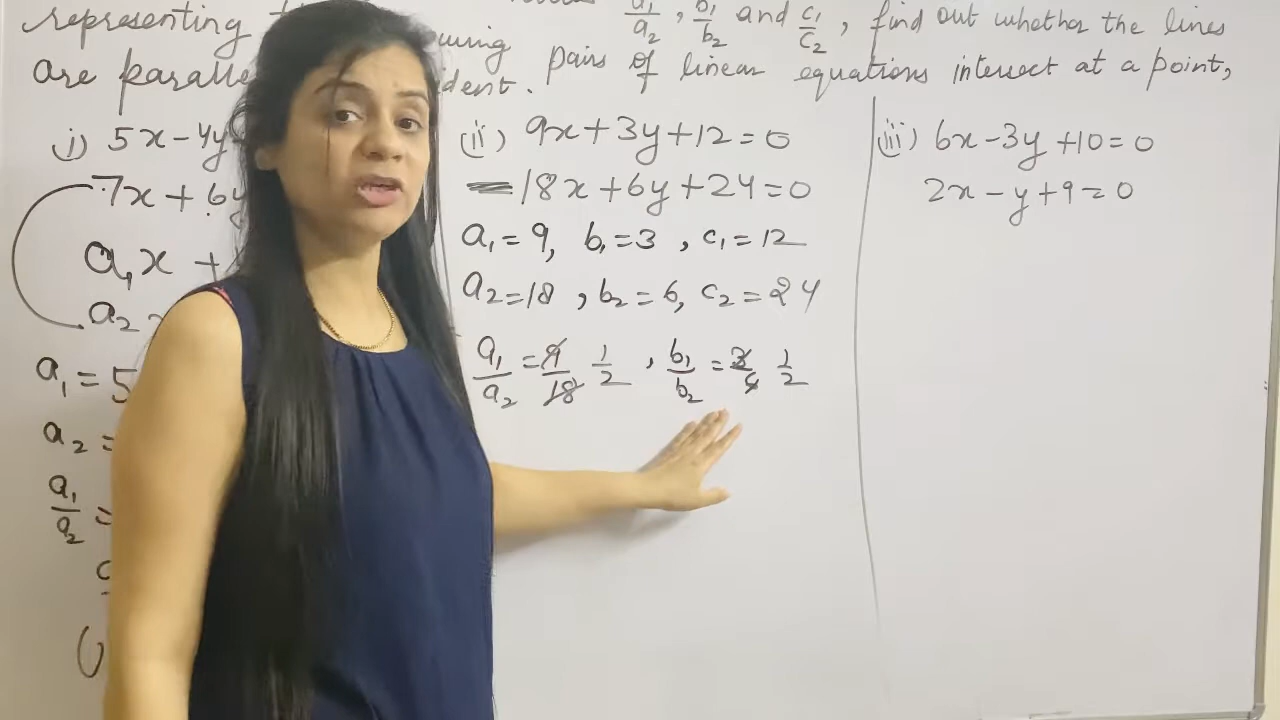 representing a1/a2, b1/b2 and c1/c2, find out whether the lines
are pairs of linear equations intersect at a point,
i) 5x-4y
7x+6y
a1x +
a2
a1=5
a2=
a1/a2=
(ii) 9x+3y+12=0
18x+6y+24=0
a1=9, b1=3, c1=12
a2=18, b2=6, c2=24
a1/a2=9/18 1/2, b1/b2=3/6 1/2
(iii) 6x-3y+10=0
2x-y+9=0